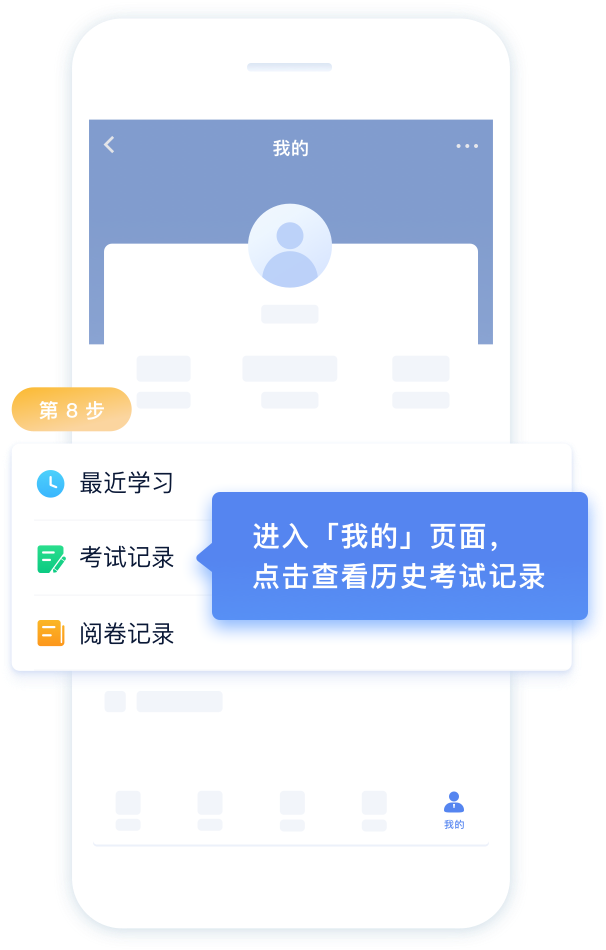 我的
第 8 步
最近学习
进入「我的」页面，
考试记录
点击查看历史考试记录
阅卷记录
我的